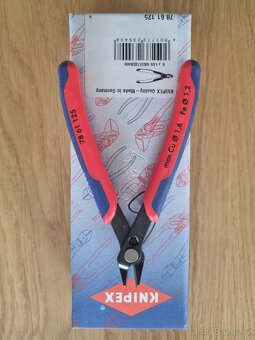 78 61 125
KNIPEX Quality - Made in Germany
78 61 125
max. Cu Ø 1,6 Fe Ø 1,2
KNIPEX